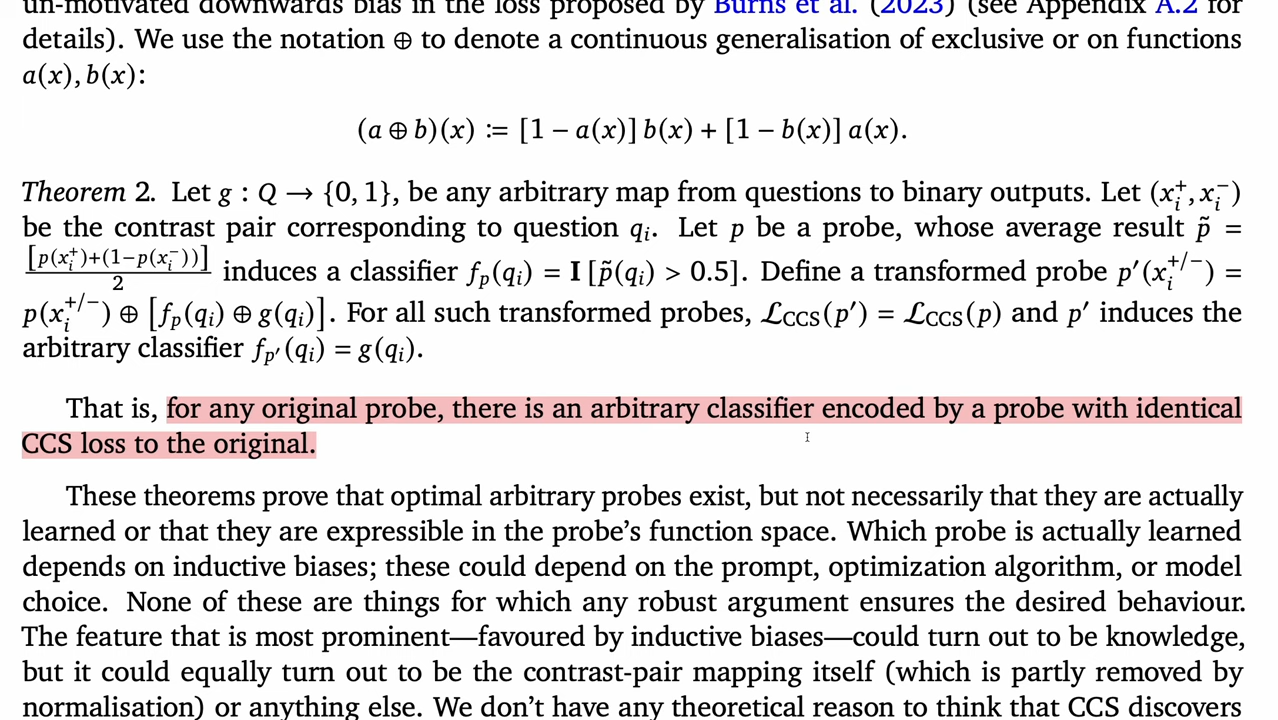 un-motivated downwards bias in the loss proposed by Burns et al. (2023) (see Appendix A.2 for
details). We use the notation ⊕ to denote a continuous generalisation of exclusive or on functions
a(x), b(x):
(a ⊕ b)(x) ≔ [1 − a(x)] b(x) + [1 − b(x)] a(x).
Theorem 2. Let g : Q → {0, 1}, be any arbitrary map from questions to binary outputs. Let (x_i^+, x_i^−)
be the contrast pair corresponding to question q_i. Let p be a probe, whose average result p̃ =
[p(x_i^+)+(1−p(x_i^−))]/2 induces a classifier f_p(q_i) = I [p̃(q_i) > 0.5]. Define a transformed probe p′(x_i^{+/−}) =
p(x_i^{+/−}) ⊕ [f_p(q_i) ⊕ g(q_i)]. For all such transformed probes, ℒ_CCS(p′) = ℒ_CCS(p) and p′ induces the
arbitrary classifier f_{p′}(q_i) = g(q_i).
That is, for any original probe, there is an arbitrary classifier encoded by a probe with identical
CCS loss to the original.
These theorems prove that optimal arbitrary probes exist, but not necessarily that they are actually
learned or that they are expressible in the probe's function space. Which probe is actually learned
depends on inductive biases; these could depend on the prompt, optimization algorithm, or model
choice. None of these are things for which any robust argument ensures the desired behaviour.
The feature that is most prominent—favoured by inductive biases—could turn out to be knowledge,
but it could equally turn out to be the contrast-pair mapping itself (which is partly removed by
normalisation) or anything else. We don't have any theoretical reason to think that CCS discovers